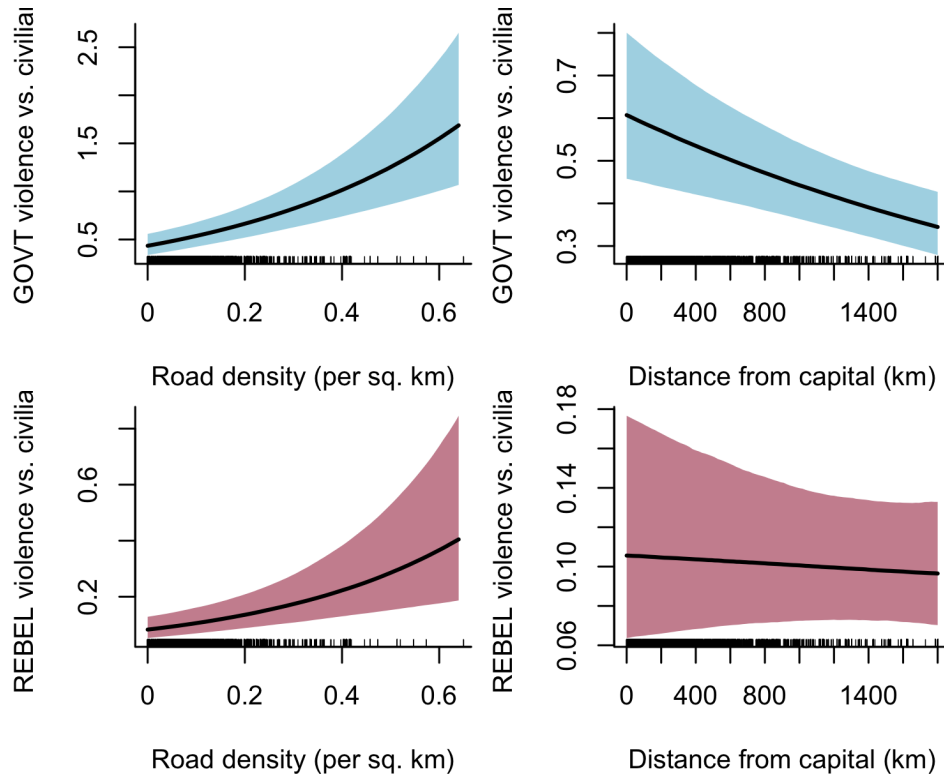 GOVT violence vs. civilian
0.5 1.5 2.5
0 0.2 0.4 0.6
Road density (per sq. km)
GOVT violence vs. civilian
0.3 0.5 0.7
0 400 800 1400
Distance from capital (km)
REBEL violence vs. civilia
0.2 0.6
0 0.2 0.4 0.6
Road density (per sq. km)
REBEL violence vs. civilia
0.06 0.10 0.14 0.18
0 400 800 1400
Distance from capital (km)